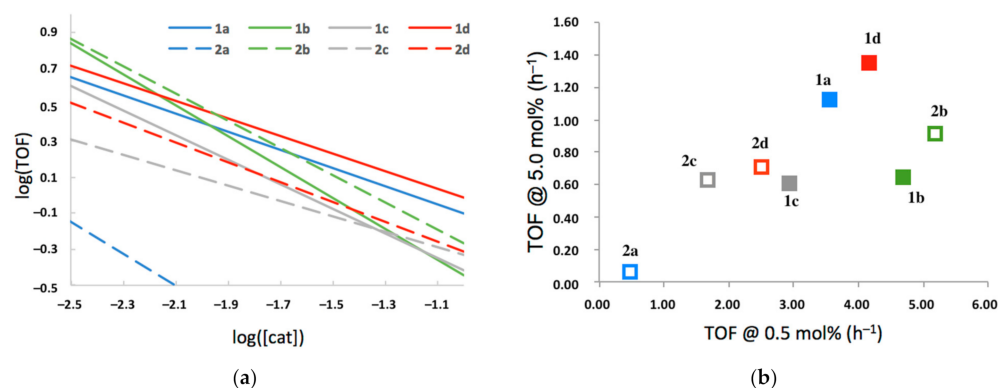 1a 1b 1c 1d
2a 2b 2c 2d
0.9
0.7
0.5
0.3
0.1
−0.1
−0.3
−0.5
log(TOF)
−2.5 −2.3 −2.1 −1.9 −1.7 −1.5 −1.3 −1.1
log([cat])
(a)
1.60
1.40
1.20
1.00
0.80
0.60
0.40
0.20
0.00
TOF @ 5.0 mol% (h⁻¹)
1d
1a
2b
2d
2c
1c
1b
2a
0.00 1.00 2.00 3.00 4.00 5.00 6.00
TOF @ 0.5 mol% (h⁻¹)
(b)